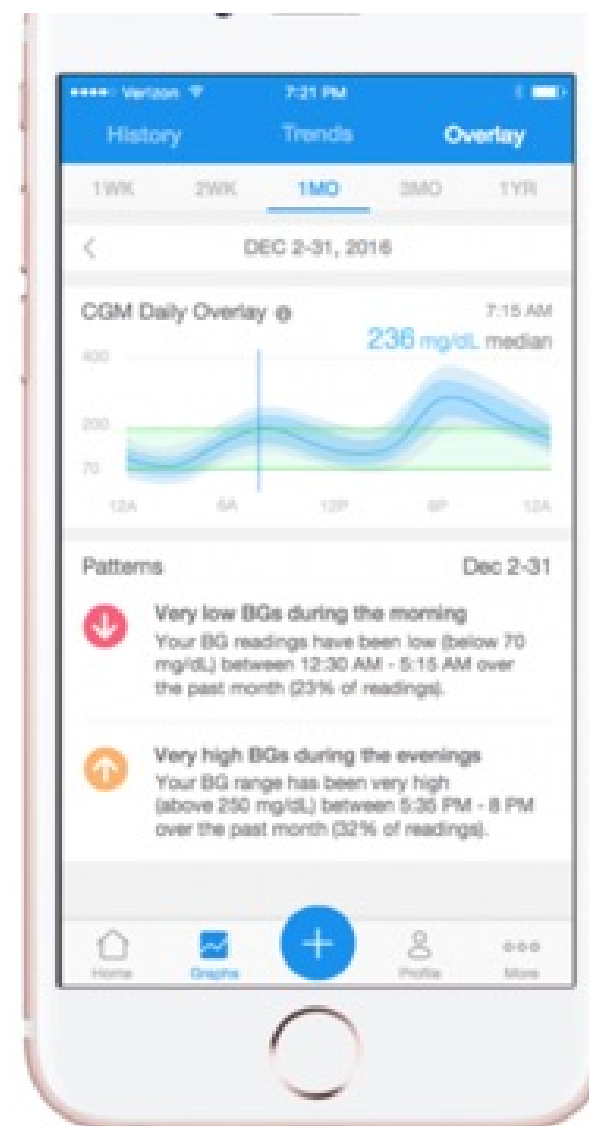 Verizon 7:21 PM
History Trends Overlay
1WK 2WK 1MO 3MO 1YR
DEC 2-31, 2016
CGM Daily Overlay 7:15 AM
236 mg/dL median
400
200
70
12A 6A 12P 6P 12A
Patterns Dec 2-31
Very low BGs during the morning
Your BG readings have been low (below 70
mg/dL) between 12:30 AM - 5:15 AM over
the past month (23% of readings).
Very high BGs during the evenings
Your BG range has been very high
(above 250 mg/dL) between 5:35 PM - 8 PM
over the past month (32% of readings).
Home Graphs Profile More